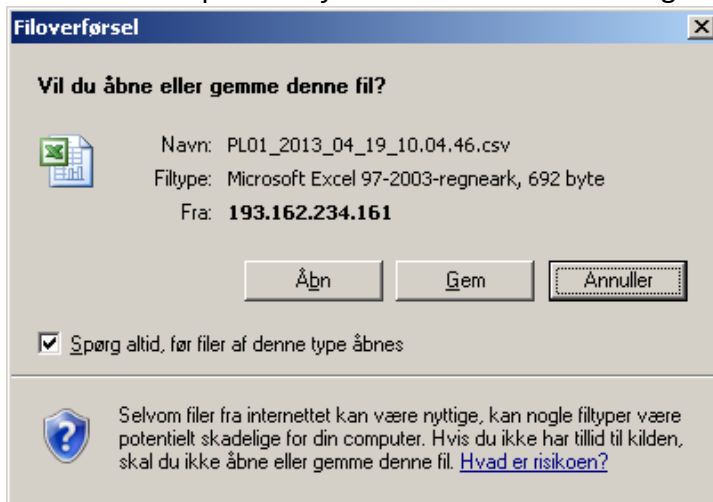 Filoverførsel
Vil du åbne eller gemme denne fil?
Navn: PL01_2013_04_19_10.04.46.csv
Filtype: Microsoft Excel 97-2003-regneark, 692 byte
Fra: 193.162.234.161
Åbn Gem Annuller
Spørg altid, før filer af denne type åbnes
Selvom filer fra internettet kan være nyttige, kan nogle filtyper være
potentielt skadelige for din computer. Hvis du ikke har tillid til kilden,
skal du ikke åbne eller gemme denne fil. Hvad er risikoen?